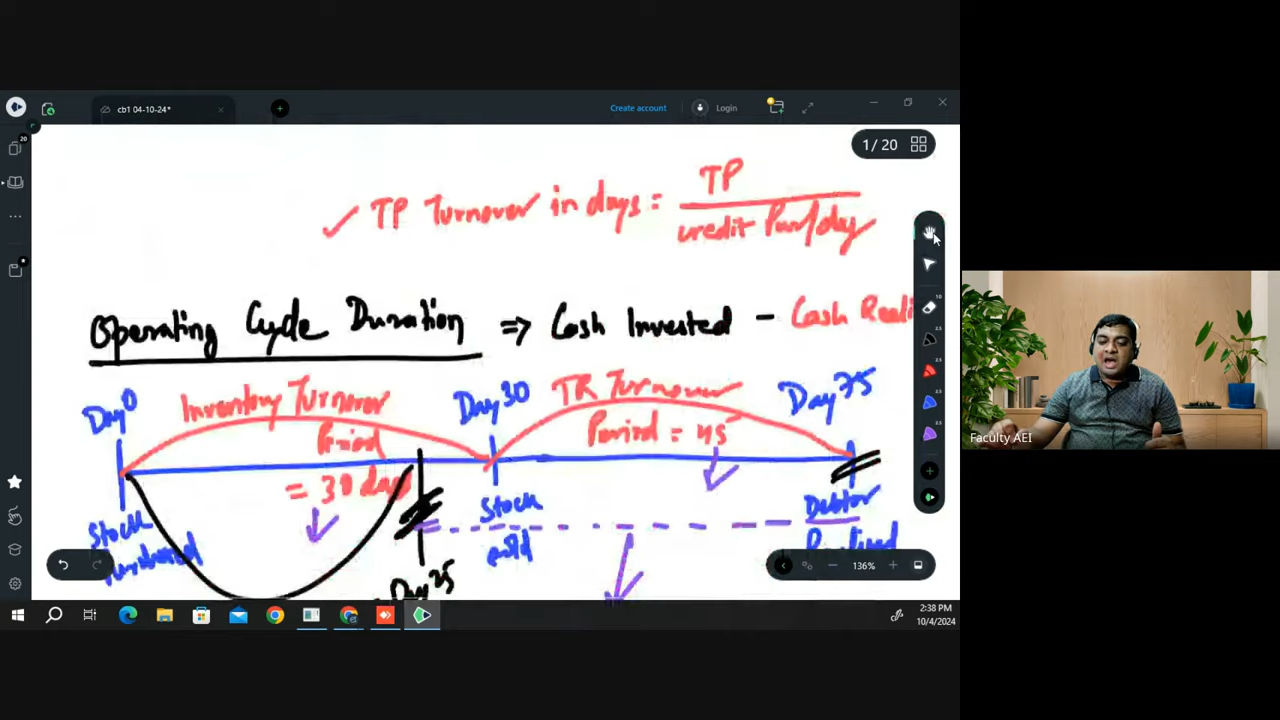 cb1 04-10-24*
Create account
Login
1/20
20
TP Turnover in days = TP
credit Pur/day
Operating Cycle Duration => Cash Invested - Cash Reali
Day 0
Inventory Turnover
Period
= 30 days
Day 30
TR Turnover
Period = 45
Day 75
Stock
Purchased
Stock
sold
Debtor
Realised
Day 25
136%
Faculty AEI
2:38 PM
10/4/2024